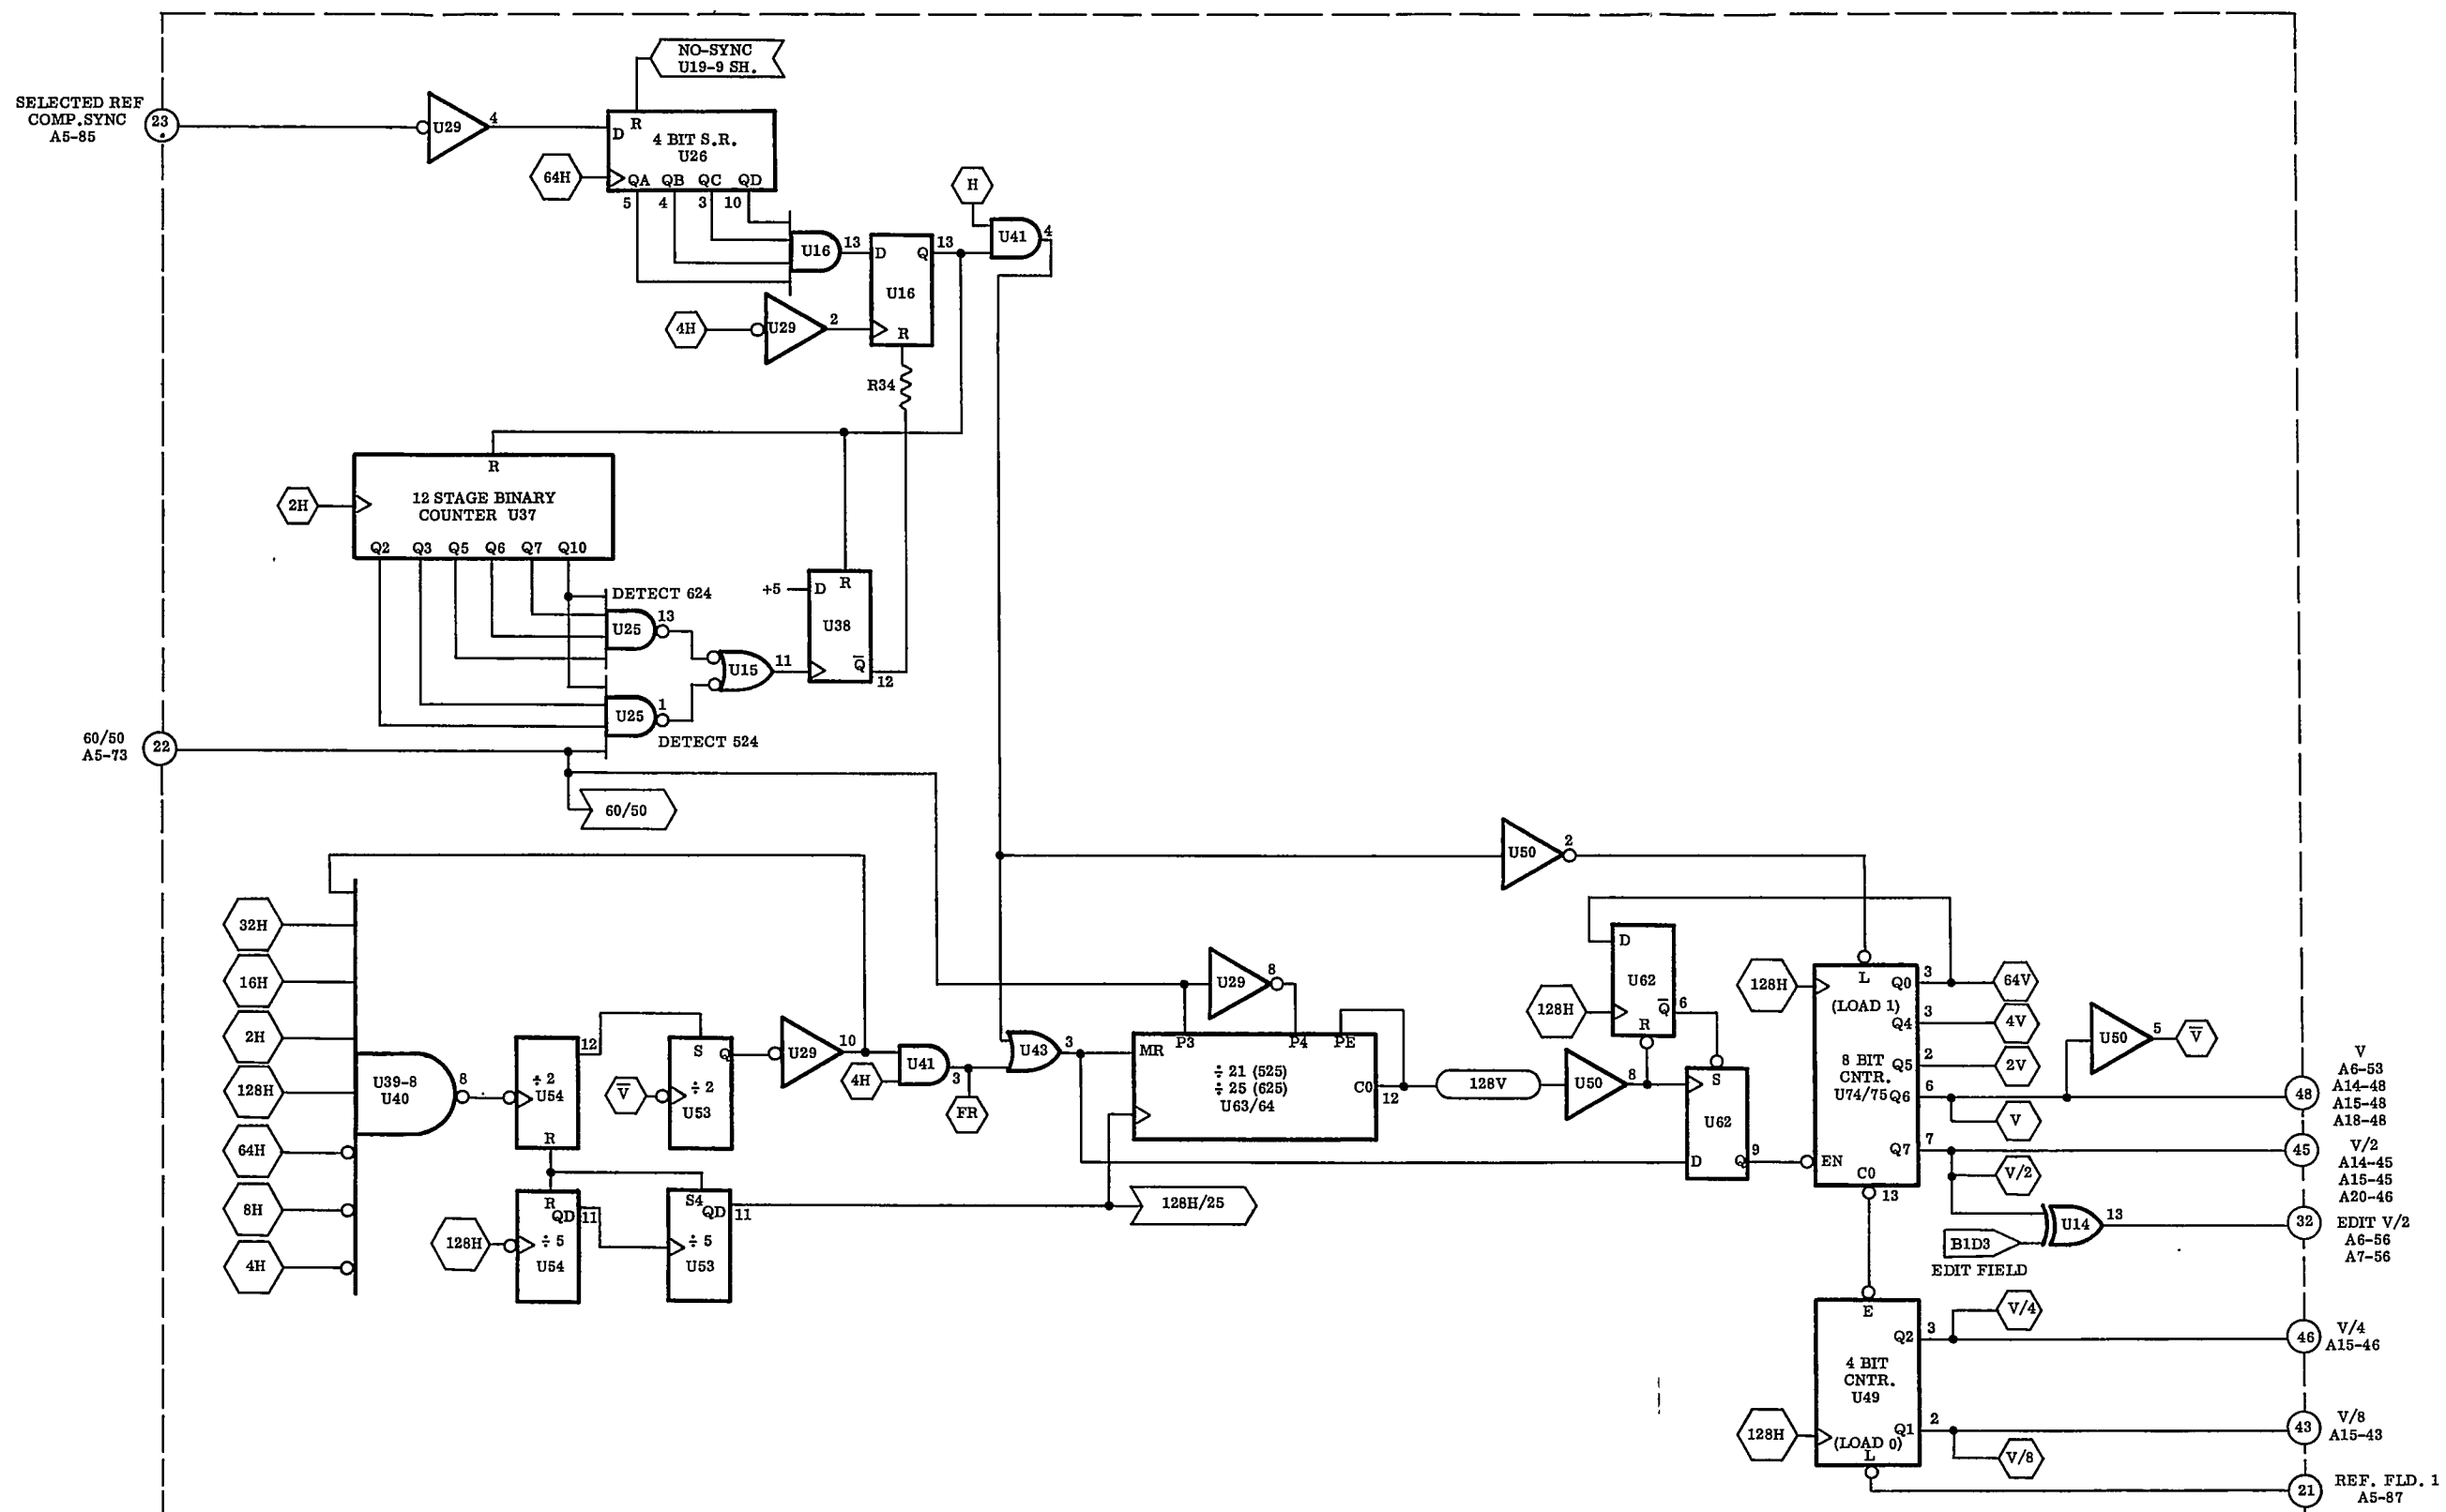 NO-SYNC
U19-9 SH.
SELECTED REF
COMP.SYNC
A5-85
23
U29
4
D
R
4 BIT S.R.
U26
64H
QA QB QC QD
5 4 3 10
H
U41
4
U16
13
D
Q
13
U16
R
4H
U29
2
R34
R
2H
12 STAGE BINARY
COUNTER U37
Q2 Q3 Q5 Q6 Q7 Q10
DETECT 624
U25
13
U15
11
+5
D
R
U38
Q̅
12
U25
1
DETECT 524
60/50
A5-73
22
60/50
U50
2
32H
16H
2H
128H
64H
8H
4H
U39-8
U40
8
÷ 2
U54
12
R
S
Q
÷ 2
U53
V̅
U29
10
4H
U41
3
FR
U43
3
R
QD
11
÷ 5
U54
128H
S4
QD
11
÷ 5
U53
128H/25
U29
8
MR
P3
P4
PE
÷ 21 (525)
÷ 25 (625)
U63/64
C0
12
128V
U50
8
D
U62
128H
Q̅
6
R
S
U62
D
Q
9
128H
L
(LOAD 1)
8 BIT
CNTR.
U74/75
EN
C0
13
Q0
3
64V
Q4
3
4V
Q5
2
2V
Q6
6
V
Q7
7
V/2
U50
5
V̅
48
V
A6-53
A14-48
A15-48
A18-48
45
V/2
A14-45
A15-45
A20-46
B1D3
EDIT FIELD
U14
13
32
EDIT V/2
A6-56
A7-56
E
4 BIT
CNTR.
U49
(LOAD 0)
L
128H
Q2
3
V/4
46
V/4
A15-46
Q1
2
V/8
43
V/8
A15-43
21
REF. FLD. 1
A5-87